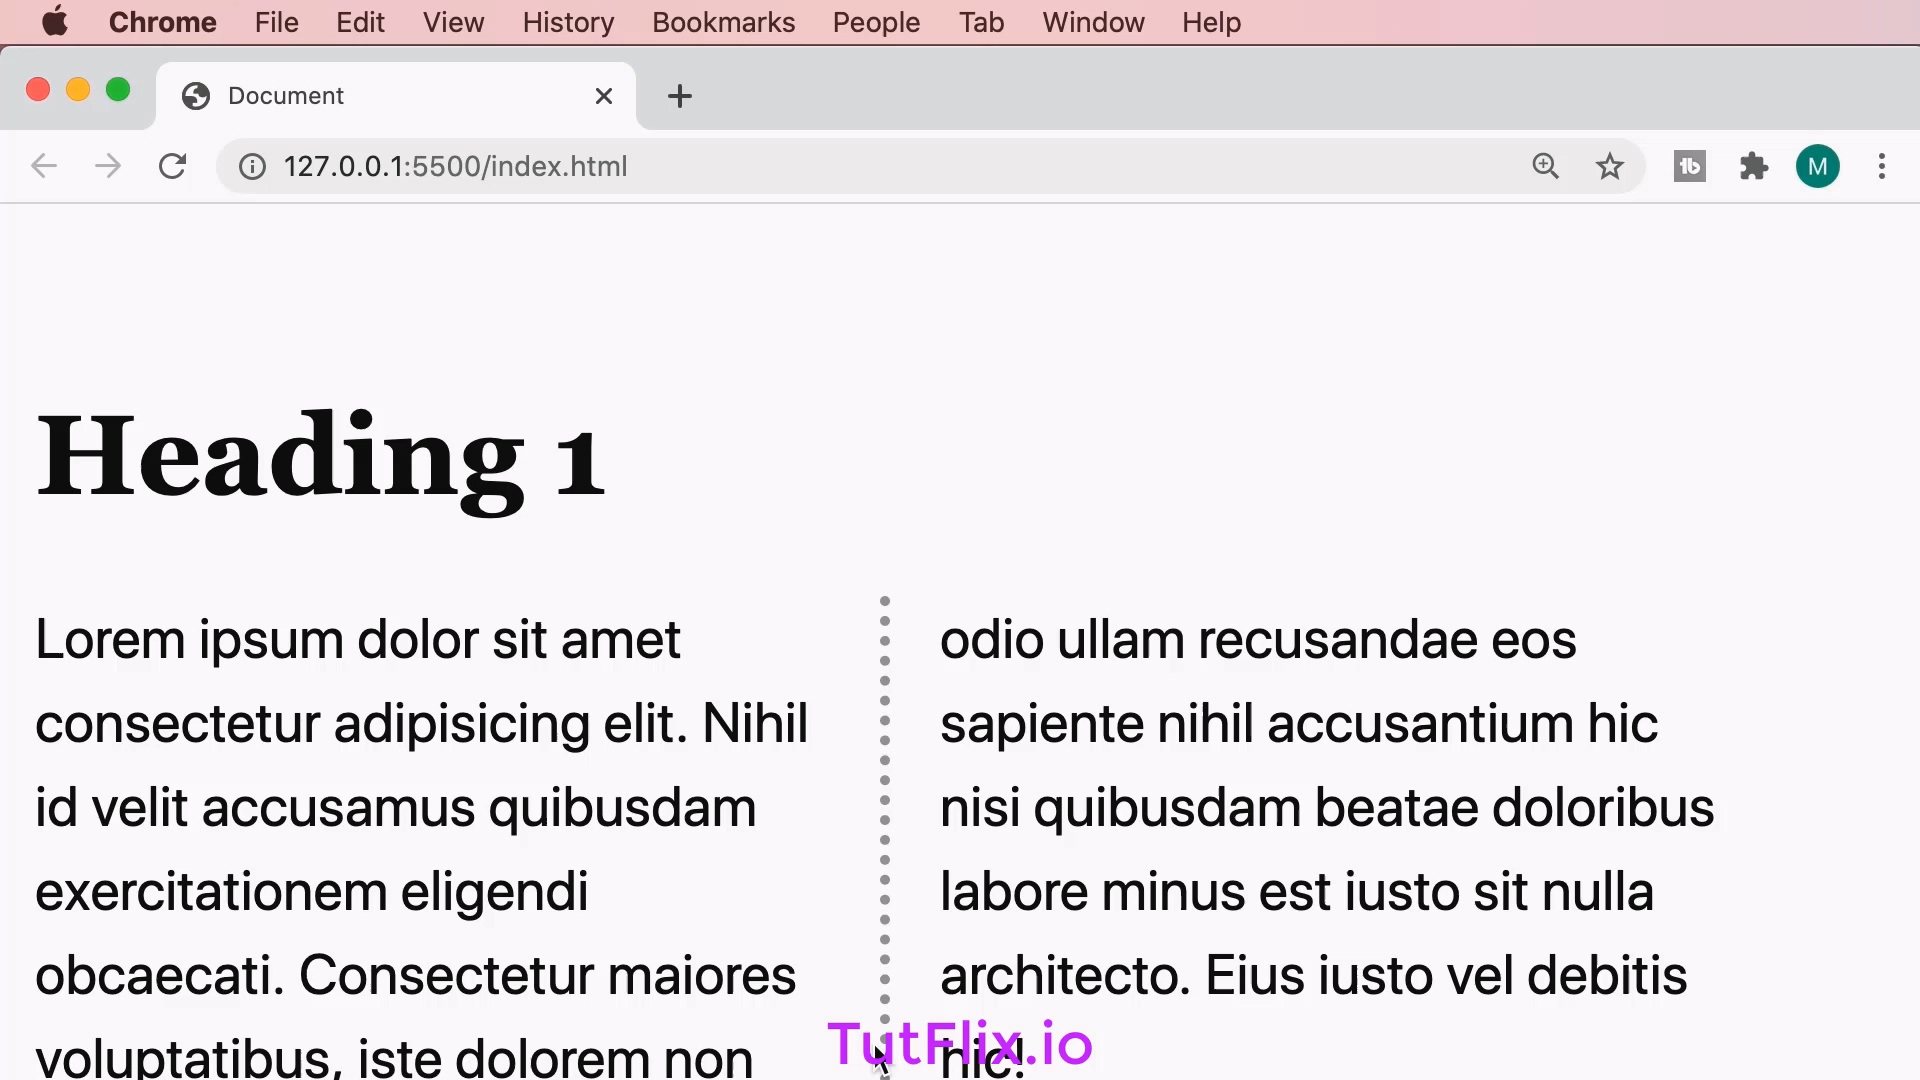 Chrome File Edit View History Bookmarks People Tab Window Help
Document
127.0.0.1:5500/index.html
M
Heading 1
Lorem ipsum dolor sit amet
consectetur adipisicing elit. Nihil
id velit accusamus quibusdam
exercitationem eligendi
obcaecati. Consectetur maiores
voluptatibus, iste dolorem non
odio ullam recusandae eos
sapiente nihil accusantium hic
nisi quibusdam beatae doloribus
labore minus est iusto sit nulla
architecto. Eius iusto vel debitis
hic!
TutFlix.io